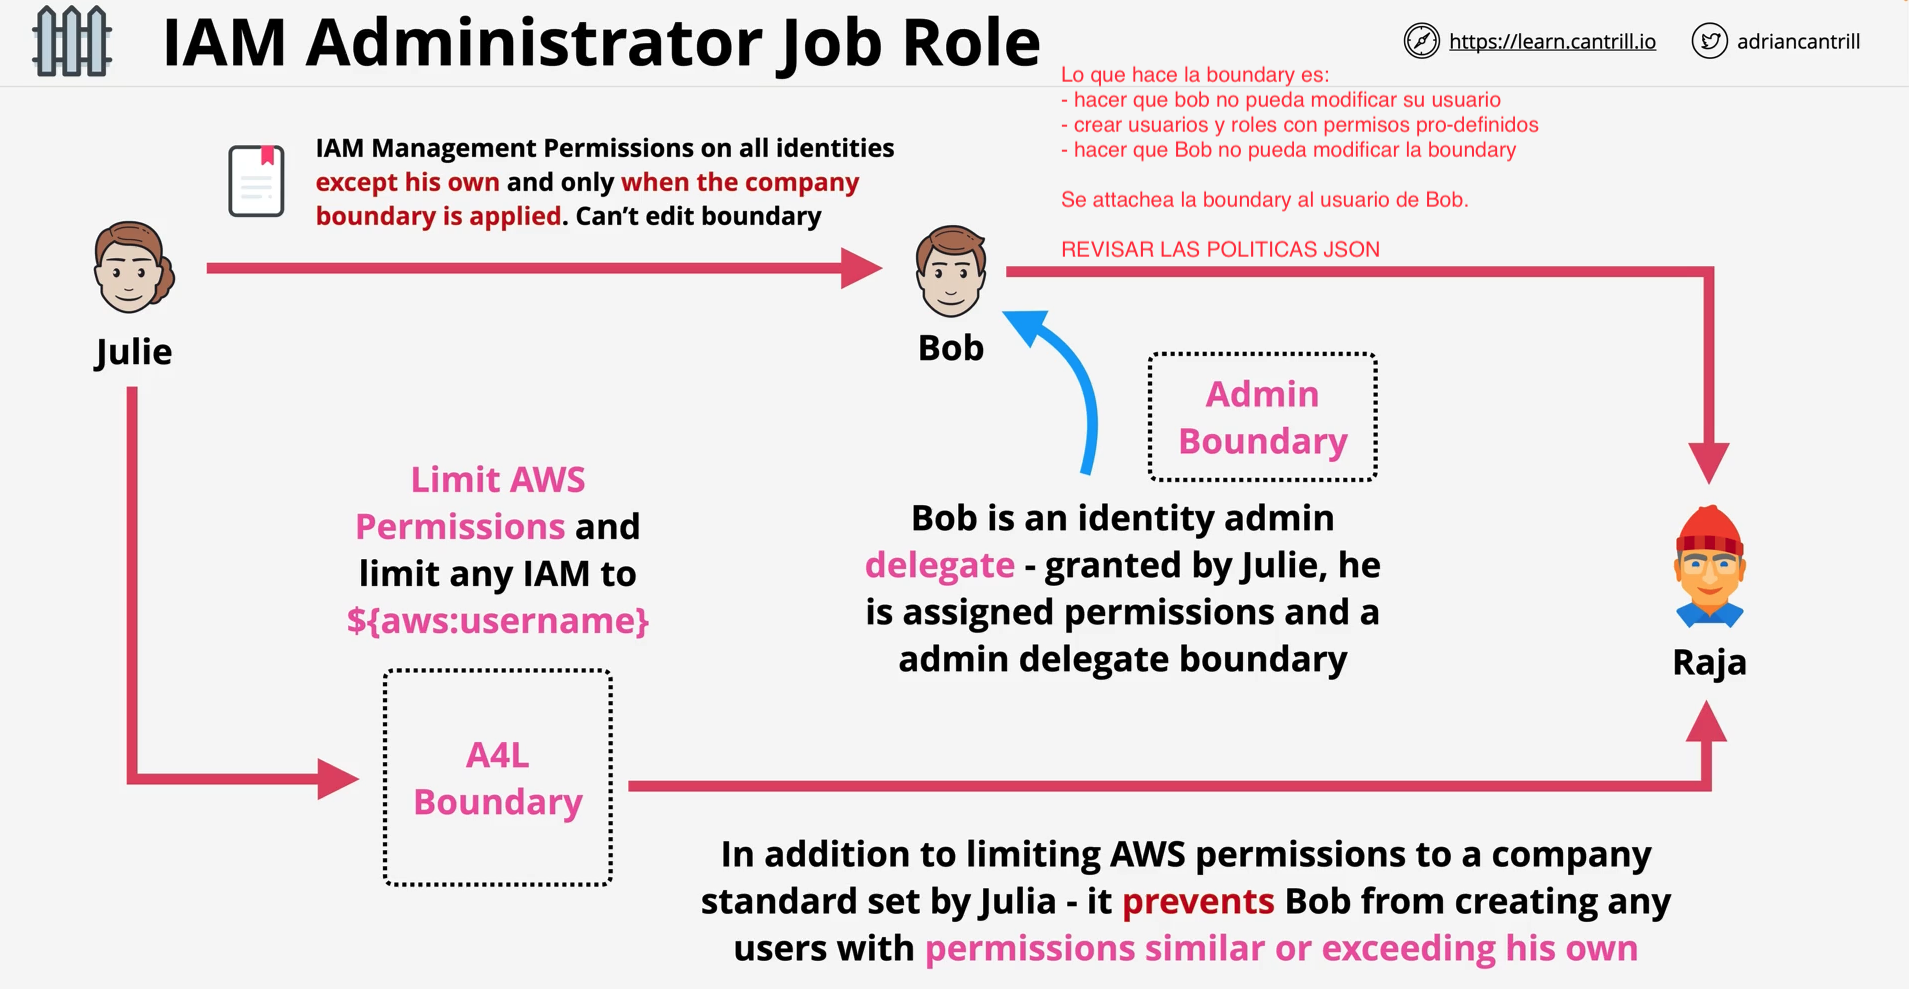 IAM Administrator Job Role
https://learn.cantrill.io
adriancantrill
Lo que hace la boundary es:
- hacer que bob no pueda modificar su usuario
- crear usuarios y roles con permisos pro-definidos
- hacer que Bob no pueda modificar la boundary
Se attachea la boundary al usuario de Bob.
REVISAR LAS POLITICAS JSON
IAM Management Permissions on all identities
except his own and only when the company
boundary is applied. Can't edit boundary
Julie
Bob
Admin
Boundary
Limit AWS
Permissions and
limit any IAM to
${aws:username}
Bob is an identity admin
delegate - granted by Julie, he
is assigned permissions and a
admin delegate boundary
Raja
A4L
Boundary
In addition to limiting AWS permissions to a company
standard set by Julia - it prevents Bob from creating any
users with permissions similar or exceeding his own